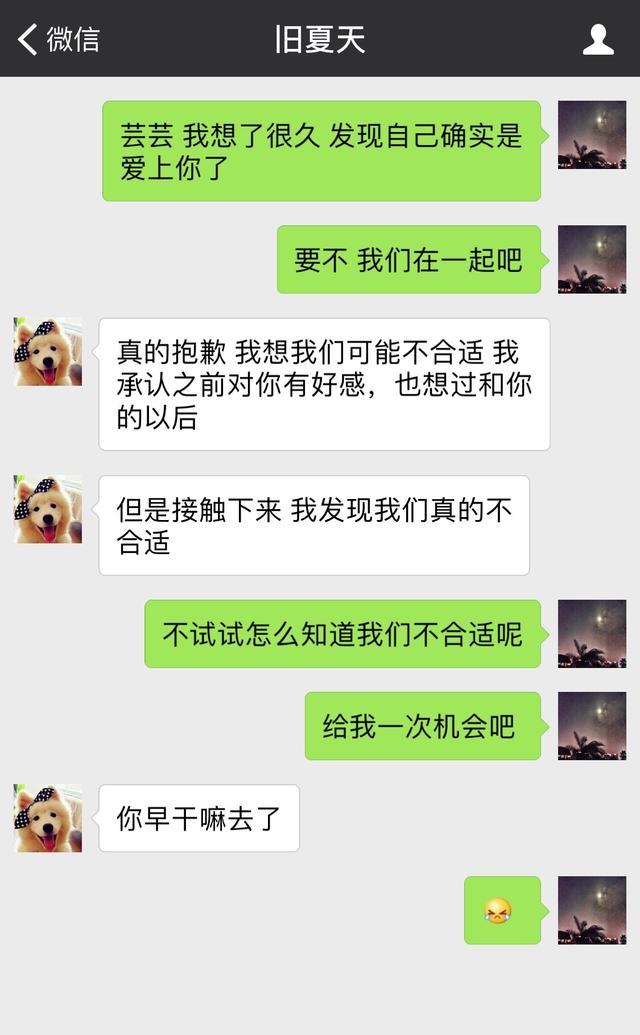 微信
旧夏天
芸芸 我想了很久 发现自己确实是
爱上你了
要不 我们在一起吧
真的抱歉 我想我们可能不合适 我
承认之前对你有好感，也想过和你
的以后
但是接触下来 我发现我们真的不
合适
不试试怎么知道我们不合适呢
给我一次机会吧
你早干嘛去了